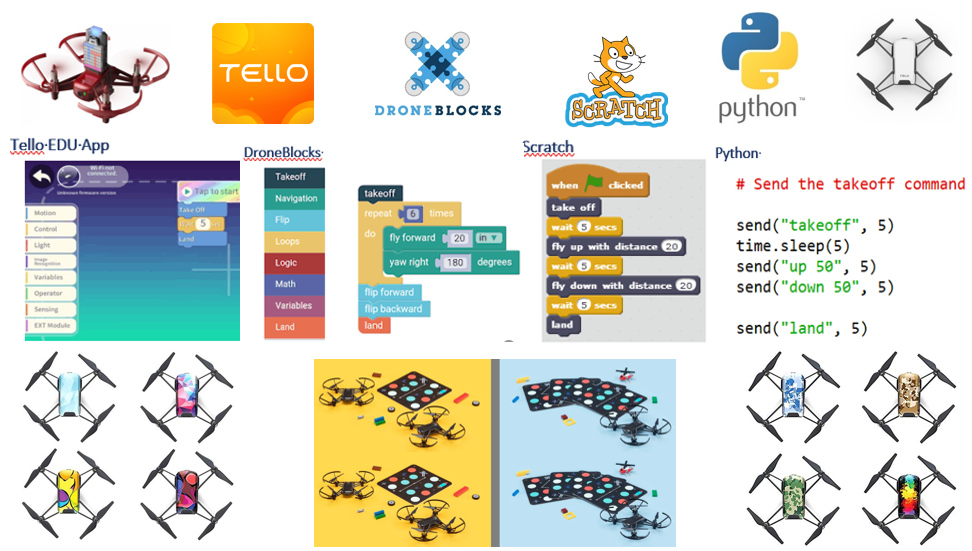 TELLO
DRONEBLOCKS
SCRATCH
python™
Tello·EDU·App
DroneBlocks·
Scratch
Python·
Wi-Fi not
connected.
Unknown firmware version
Tap to start
Take Off
5
Land
Motion
Control
Light
Image
Recognition
Variables
Operator
Sensing
EXT Module
Takeoff
Navigation
Flip
Loops
Logic
Math
Variables
Land
takeoff
repeat 6 times
do
fly forward 20 in ▼
yaw right 180 degrees
flip forward
flip backward
land
when clicked
take off
wait 5 secs
fly up with distance 20
wait 5 secs
fly down with distance 20
wait 5 secs
land
# Send the takeoff command
send("takeoff", 5)
time.sleep(5)
send("up 50", 5)
send("down 50", 5)
send("land", 5)